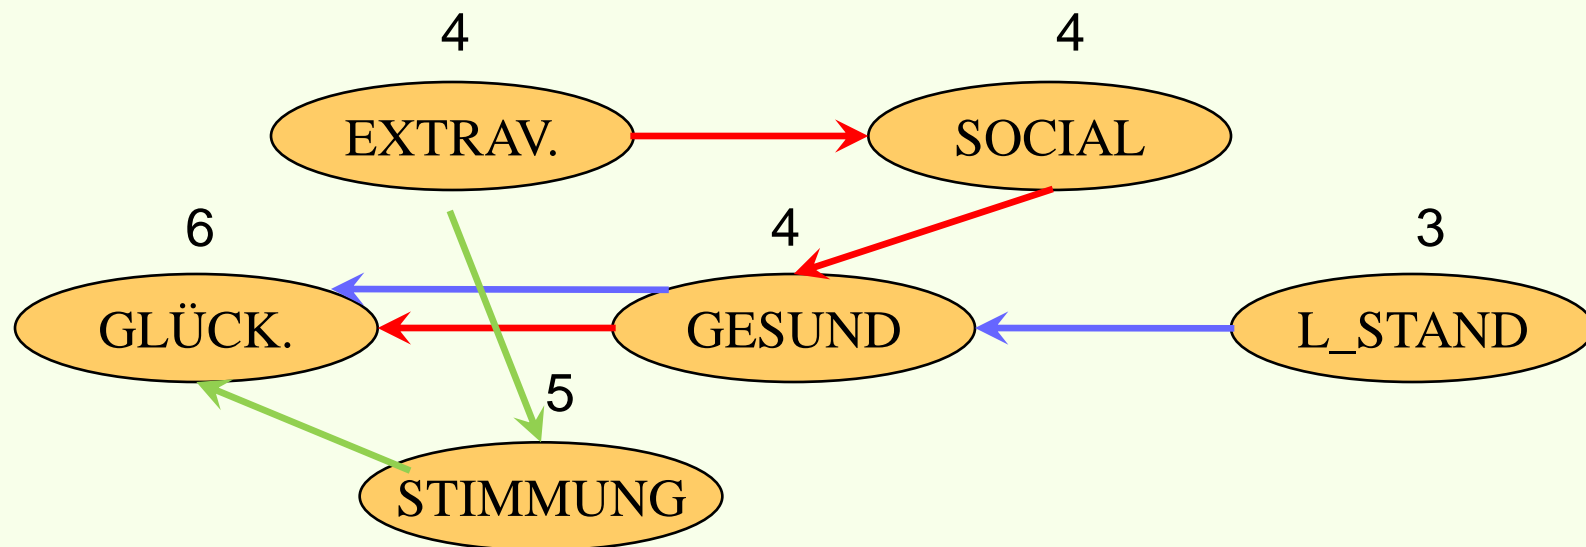 4 4
EXTRAV. SOCIAL
6 4 3
GLÜCK. GESUND L_STAND
5
STIMMUNG